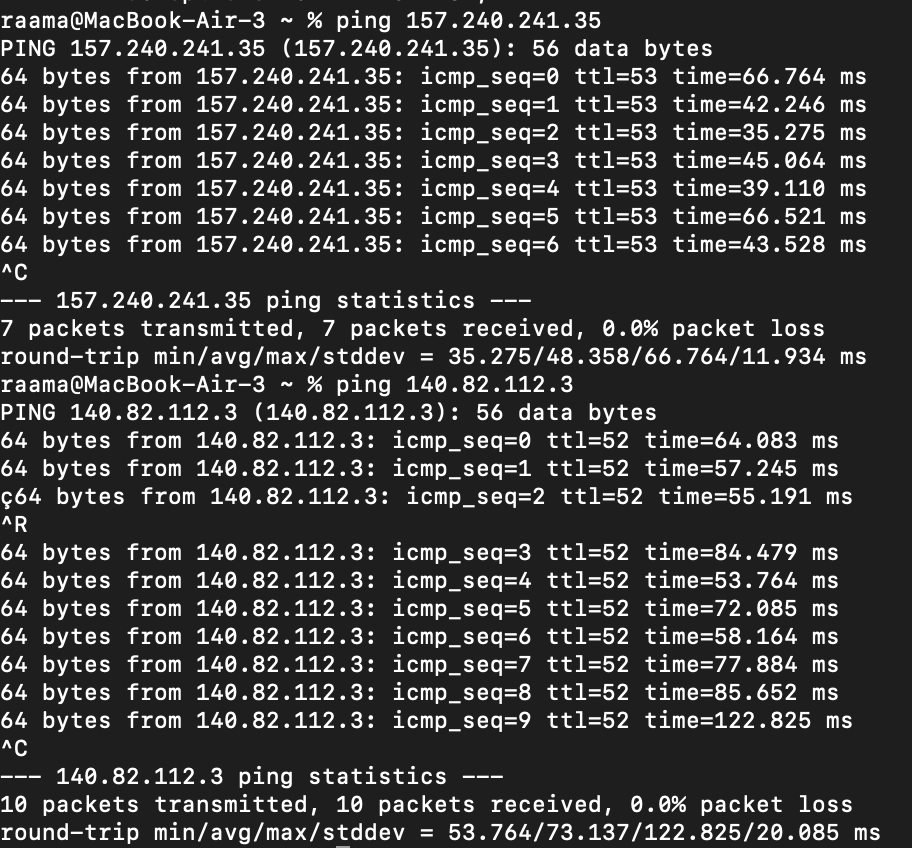 raama@MacBook-Air-3 ~ % ping 157.240.241.35
PING 157.240.241.35 (157.240.241.35): 56 data bytes
64 bytes from 157.240.241.35: icmp_seq=0 ttl=53 time=66.764 ms
64 bytes from 157.240.241.35: icmp_seq=1 ttl=53 time=42.246 ms
64 bytes from 157.240.241.35: icmp_seq=2 ttl=53 time=35.275 ms
64 bytes from 157.240.241.35: icmp_seq=3 ttl=53 time=45.064 ms
64 bytes from 157.240.241.35: icmp_seq=4 ttl=53 time=39.110 ms
64 bytes from 157.240.241.35: icmp_seq=5 ttl=53 time=66.521 ms
64 bytes from 157.240.241.35: icmp_seq=6 ttl=53 time=43.528 ms
^C
--- 157.240.241.35 ping statistics ---
7 packets transmitted, 7 packets received, 0.0% packet loss
round-trip min/avg/max/stddev = 35.275/48.358/66.764/11.934 ms
raama@MacBook-Air-3 ~ % ping 140.82.112.3
PING 140.82.112.3 (140.82.112.3): 56 data bytes
64 bytes from 140.82.112.3: icmp_seq=0 ttl=52 time=64.083 ms
64 bytes from 140.82.112.3: icmp_seq=1 ttl=52 time=57.245 ms
ç64 bytes from 140.82.112.3: icmp_seq=2 ttl=52 time=55.191 ms
^R
64 bytes from 140.82.112.3: icmp_seq=3 ttl=52 time=84.479 ms
64 bytes from 140.82.112.3: icmp_seq=4 ttl=52 time=53.764 ms
64 bytes from 140.82.112.3: icmp_seq=5 ttl=52 time=72.085 ms
64 bytes from 140.82.112.3: icmp_seq=6 ttl=52 time=58.164 ms
64 bytes from 140.82.112.3: icmp_seq=7 ttl=52 time=77.884 ms
64 bytes from 140.82.112.3: icmp_seq=8 ttl=52 time=85.652 ms
64 bytes from 140.82.112.3: icmp_seq=9 ttl=52 time=122.825 ms
^C
--- 140.82.112.3 ping statistics ---
10 packets transmitted, 10 packets received, 0.0% packet loss
round-trip min/avg/max/stddev = 53.764/73.137/122.825/20.085 ms